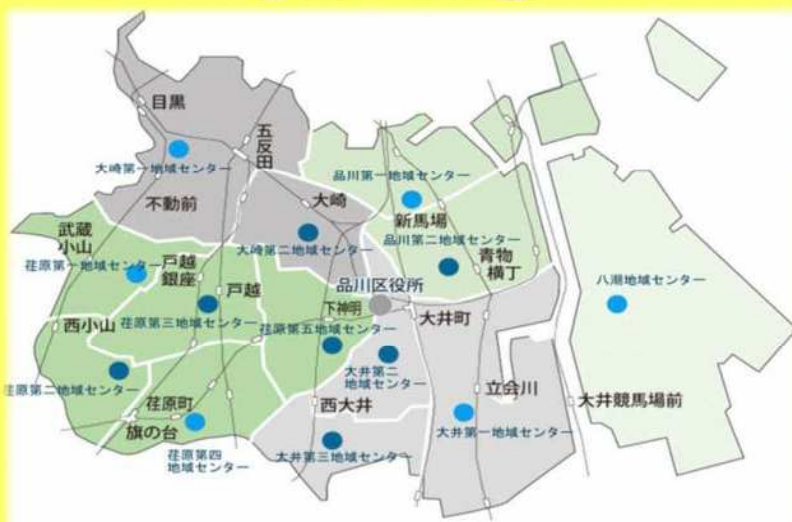 目黒
五反田
大崎第一地域センター
不動前
大崎
品川第一地域センター
新馬場
品川第二地域センター
青物
横丁
大崎第二地域センター
武蔵
小山
荏原第一地域センター
戸越
銀座
戸越
品川区役所
下神明
大井町
八潮地域センター
西小山
荏原第三地域センター
荏原第五地域センター
大井第二
地域センター
荏原第二地域センター
荏原町
旗の台
荏原第四
地域センター
西大井
大井第三地域センター
立会川
大井第一地域センター
大井競馬場前